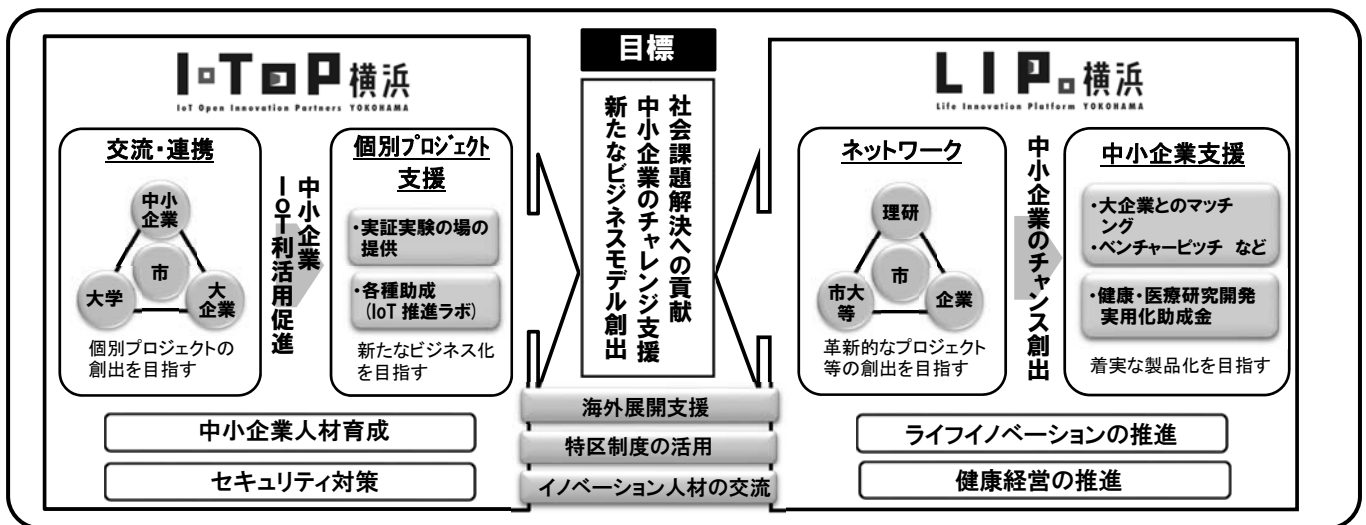 I・TOP横浜
IoT Open Innovation Partners YOKOHAMA
交流・連携
中小
企業
市
大学
大
企業
個別プロジェクトの
創出を目指す
中小企業
IOT利活用促進
個別プロジェクト
支援
・実証実験の場の
提供
・各種助成
(IoT 推進ラボ)
新たなビジネス化
を目指す
中小企業人材育成
セキュリティ対策
目標
社会課題解決への貢献
中小企業のチャレンジ支援
新たなビジネスモデル創出
海外展開支援
特区制度の活用
イノベーション人材の交流
LIP.横浜
Life Innovation Platform YOKOHAMA
ネットワーク
理研
市
市大
等
企業
革新的なプロジェクト
等の創出を目指す
中小企業のチャンス創出
中小企業支援
・大企業とのマッチ
ング
・ベンチャーピッチ など
・健康・医療研究開発
実用化助成金
着実な製品化を目指す
ライフイノベーションの推進
健康経営の推進